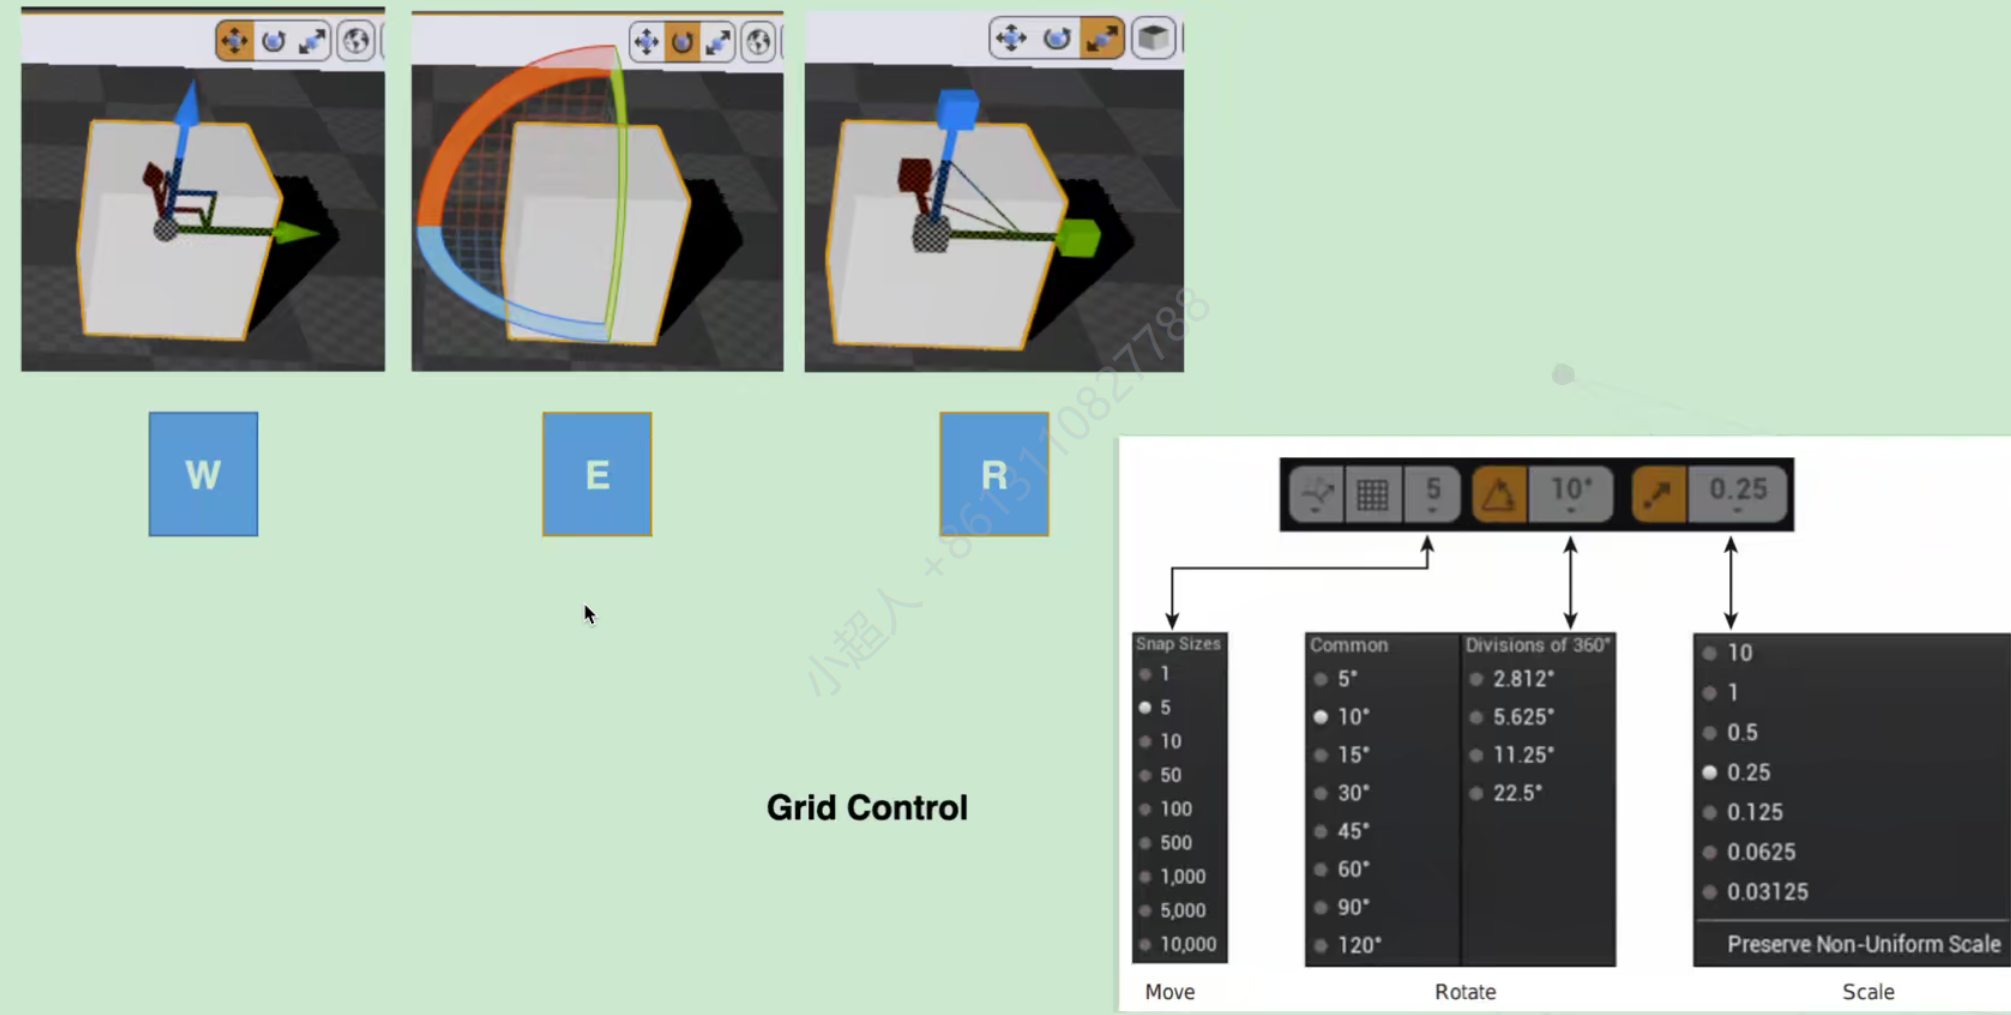 W
E
R
小超人 +8613110827788
5
10°
0.25
Snap Sizes
1
5
10
50
100
500
1,000
5,000
10,000
Common
5°
10°
15°
30°
45°
60°
90°
120°
Divisions of 360°
2.812°
5.625°
11.25°
22.5°
10
1
0.5
0.25
0.125
0.0625
0.03125
Preserve Non-Uniform Scale
Grid Control
Move
Rotate
Scale